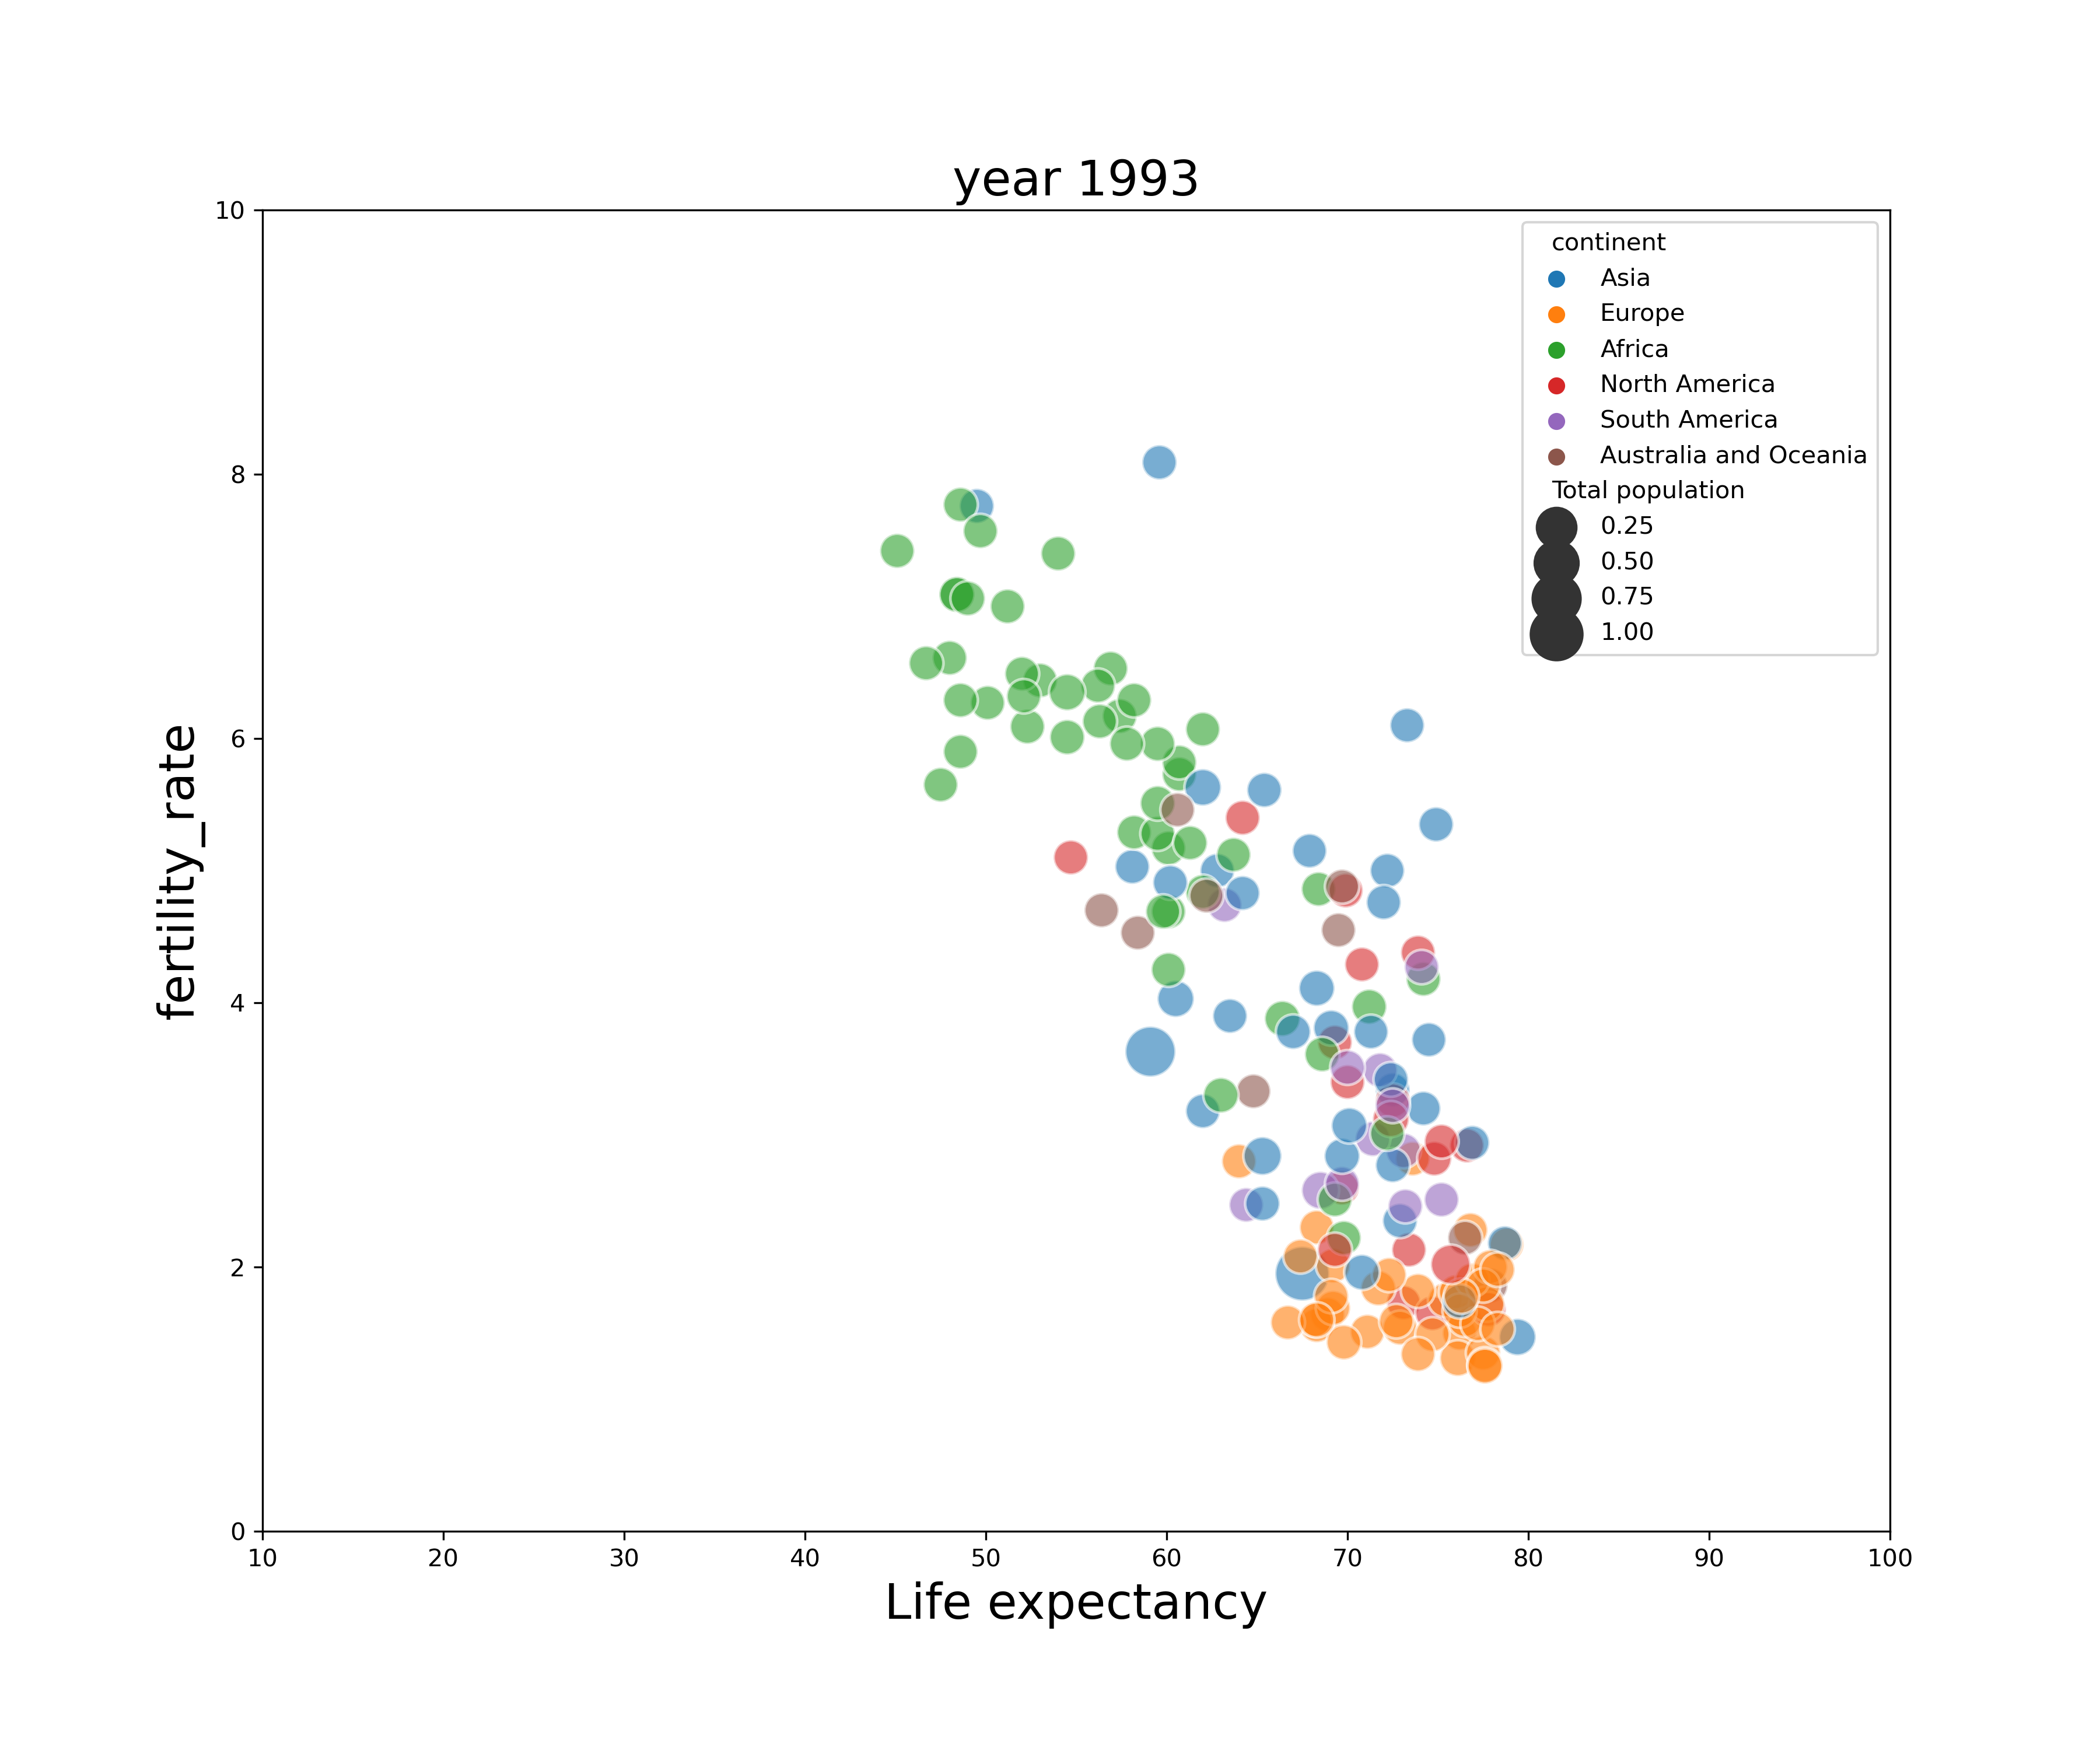 year 1993
10
8
6
4
2
0
fertility_rate
continent
Asia
Europe
Africa
North America
South America
Australia and Oceania
Total population
0.25
0.50
0.75
1.00
10 20 30 40 50 60 70 80 90 100
Life expectancy